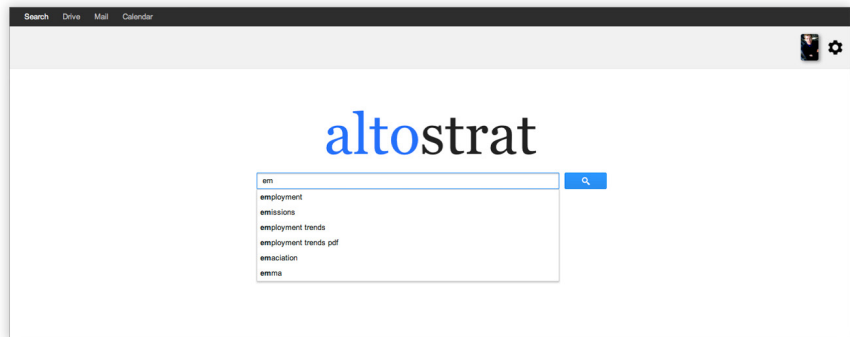 Search Drive Mail Calendar
altostrat
em
employment
emissions
employment trends
employment trends pdf
emaciation
emma